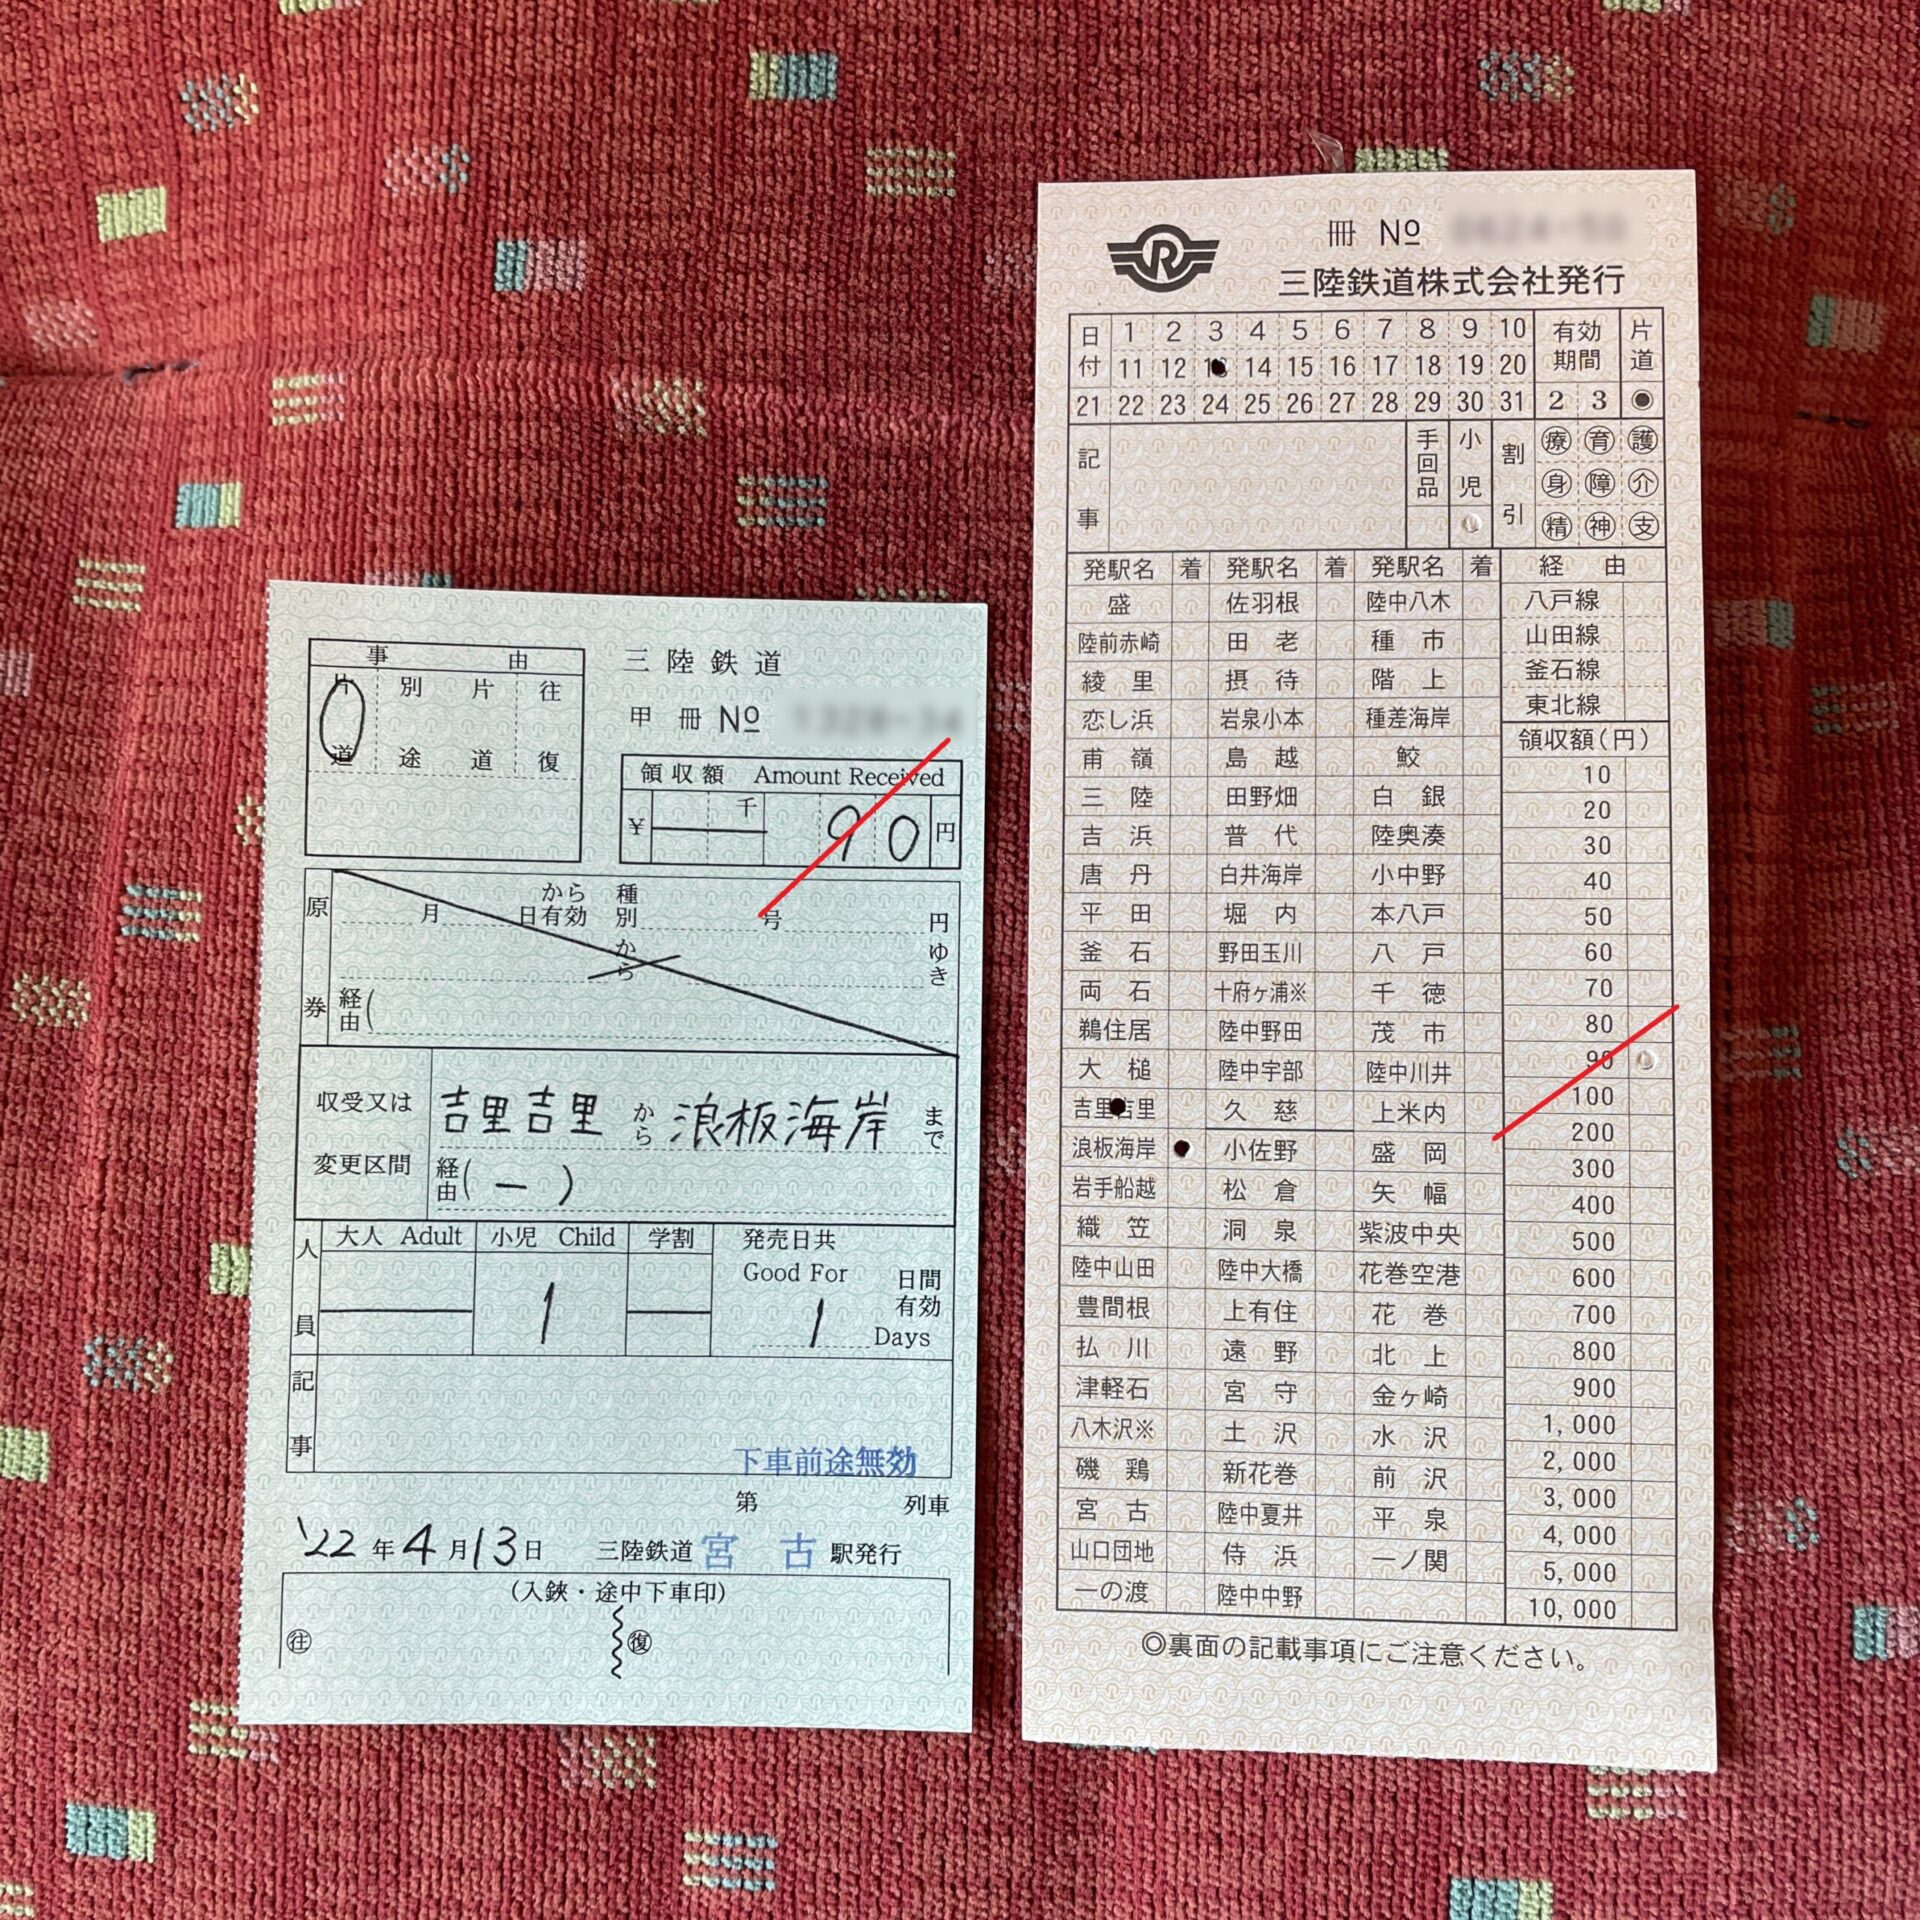 事 由
片道 別途 片道 往復
三陸鉄道
甲 冊 №
領収額 Amount Received
¥ 千 90 円
原券
月 から 日有効 種別 号 円
から ゆき
経由(
収受又は変更区間
吉里吉里 から 浪板海岸 まで
経由( ー )
人員
大人 Adult 小児 Child 学割 発売日共 Good For 日間有効
1 1 Days
記事
下車前途無効
第 列車
'22年4月13日 三陸鉄道 宮古 駅発行
(入鋏・途中下車印)
往 復
R
冊 №
三陸鉄道株式会社発行
日付 1 2 3 4 5 6 7 8 9 10 有効期間 片道
11 12 14 15 16 17 18 19 20
21 22 23 24 25 26 27 28 29 30 31 2 3
記事 手回品 小児 割引 療 育 護
身 障 介
精 神 支
発駅名 着 発駅名 着 発駅名 着 経由
盛 佐羽根 陸中八木 八戸線
陸前赤崎 田老 種市 山田線
綾里 摂待 階上 釜石線
恋し浜 岩泉小本 種差海岸 東北線
甫嶺 島越 鮫 領収額(円)
三陸 田野畑 白銀 10
吉浜 普代 陸奥湊 20
唐丹 白井海岸 小中野 30
平田 堀内 本八戸 40
釜石 野田玉川 八戸 50
両石 十府ヶ浦※ 千徳 60
鵜住居 陸中野田 茂市 70
大槌 陸中宇部 陸中川井 80
吉里吉里 久慈 上米内 90
浪板海岸 小佐野 盛岡 100
岩手船越 松倉 矢幅 200
織笠 洞泉 紫波中央 300
陸中山田 陸中大橋 花巻空港 400
豊間根 上有住 花巻 500
払川 遠野 北上 600
津軽石 宮守 金ヶ崎 700
八木沢※ 土沢 水沢 800
磯鶏 新花巻 前沢 900
宮古 陸中夏井 平泉 1,000
山口団地 侍浜 一ノ関 2,000
一の渡 陸中中野 3,000
4,000
5,000
10,000
◎裏面の記載事項にご注意ください。